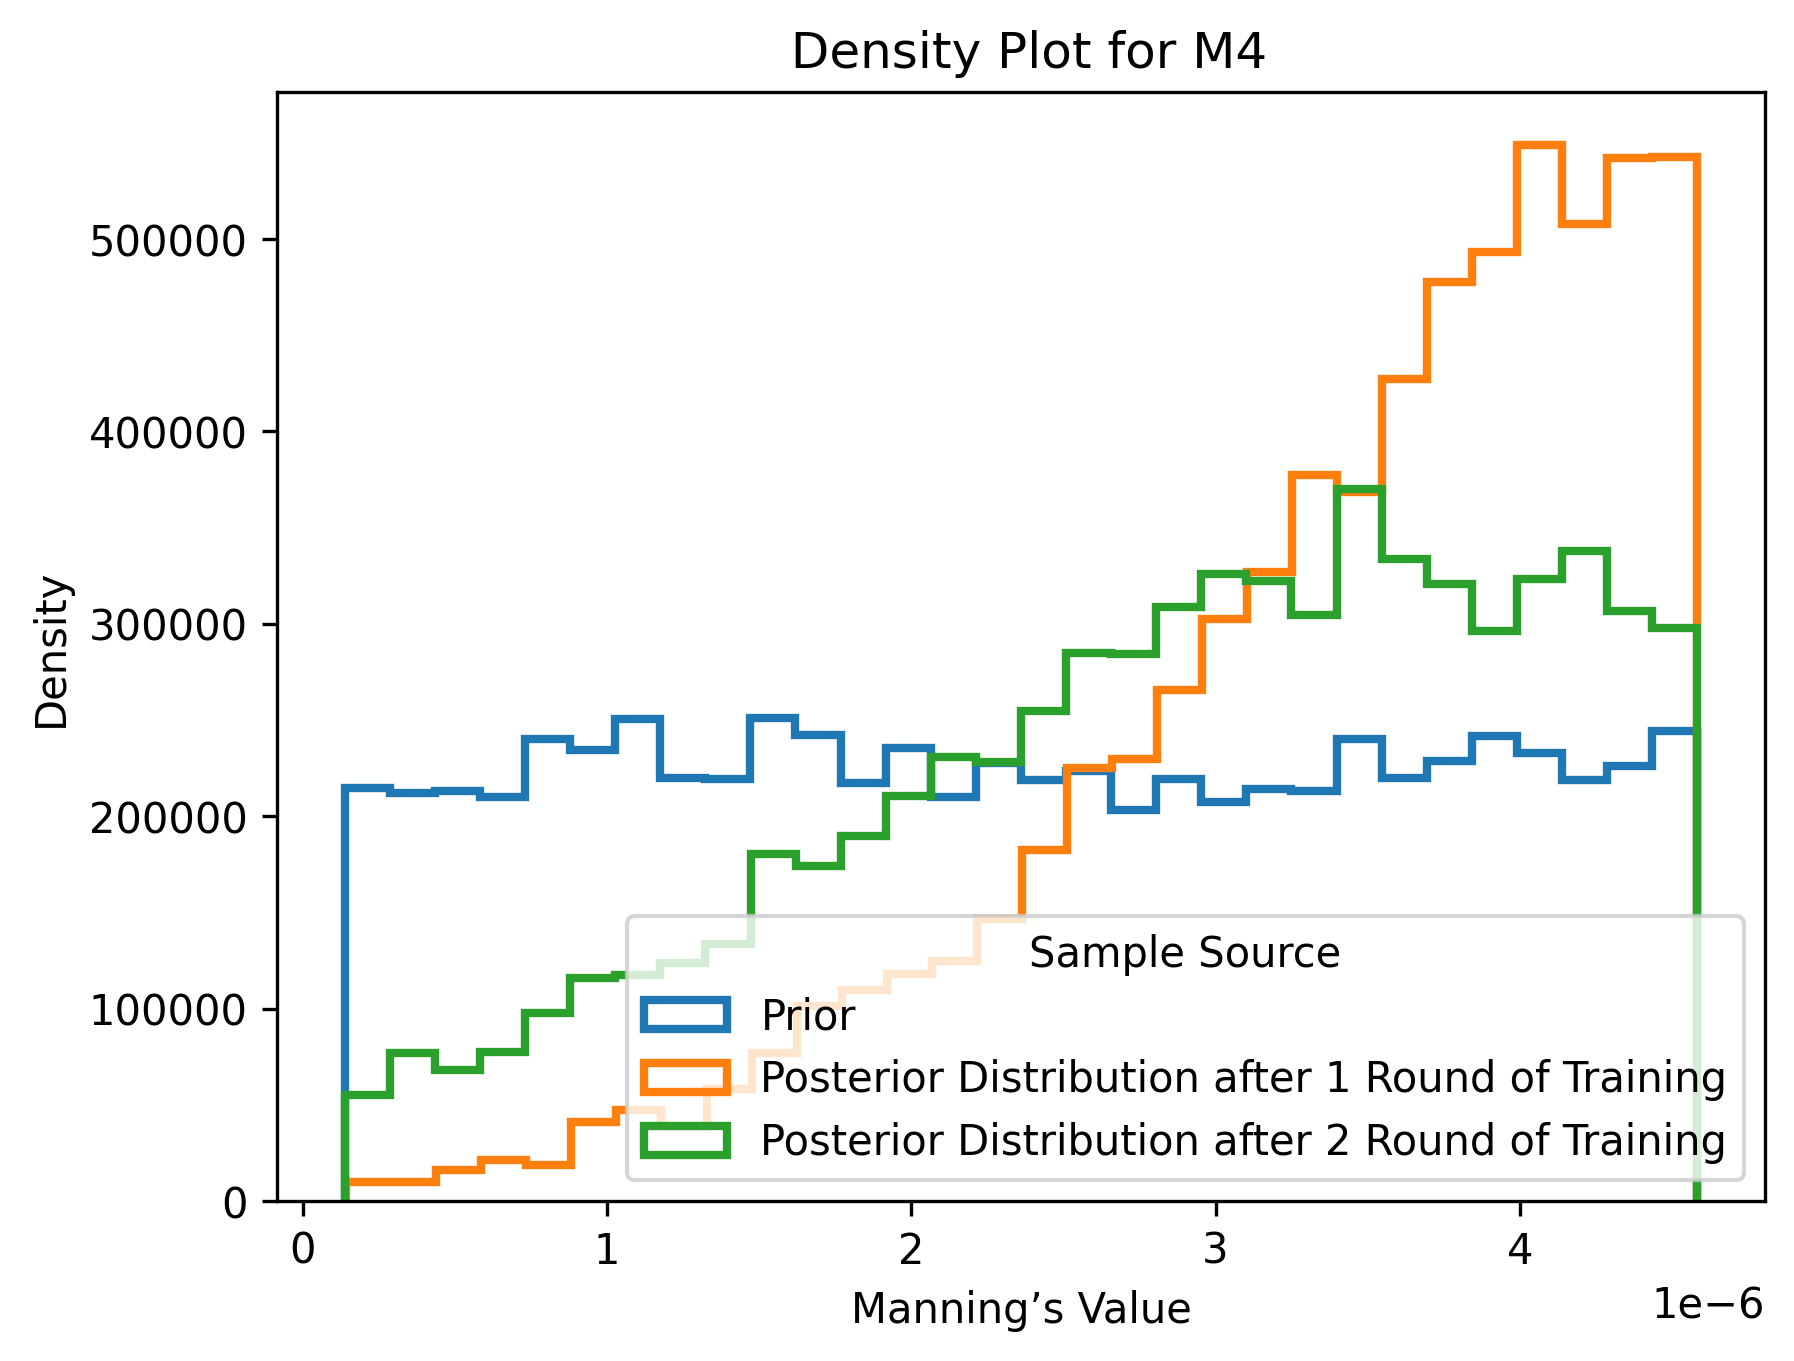 Density Plot for M4
Density
500000
400000
300000
200000
100000
0
Sample Source
Prior
Posterior Distribution after 1 Round of Training
Posterior Distribution after 2 Round of Training
0 1 2 3 4
1e−6
Manning’s Value